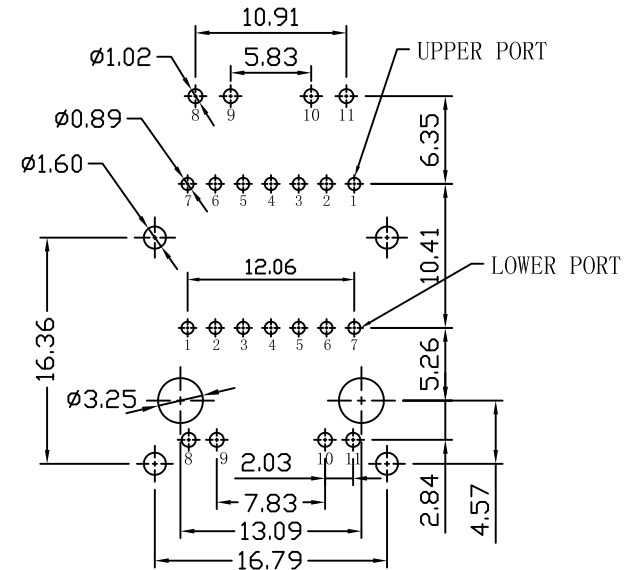 10.91
5.83
UPPER PORT
ø1.02
8 9 10 11
ø0.89
6.35
ø1.60
7 6 5 4 3 2 1
10.41
12.06
LOWER PORT
1 2 3 4 5 6 7
16.36
5.26
ø3.25
8 9 10 11
2.03
7.83
2.84
4.57
13.09
16.79